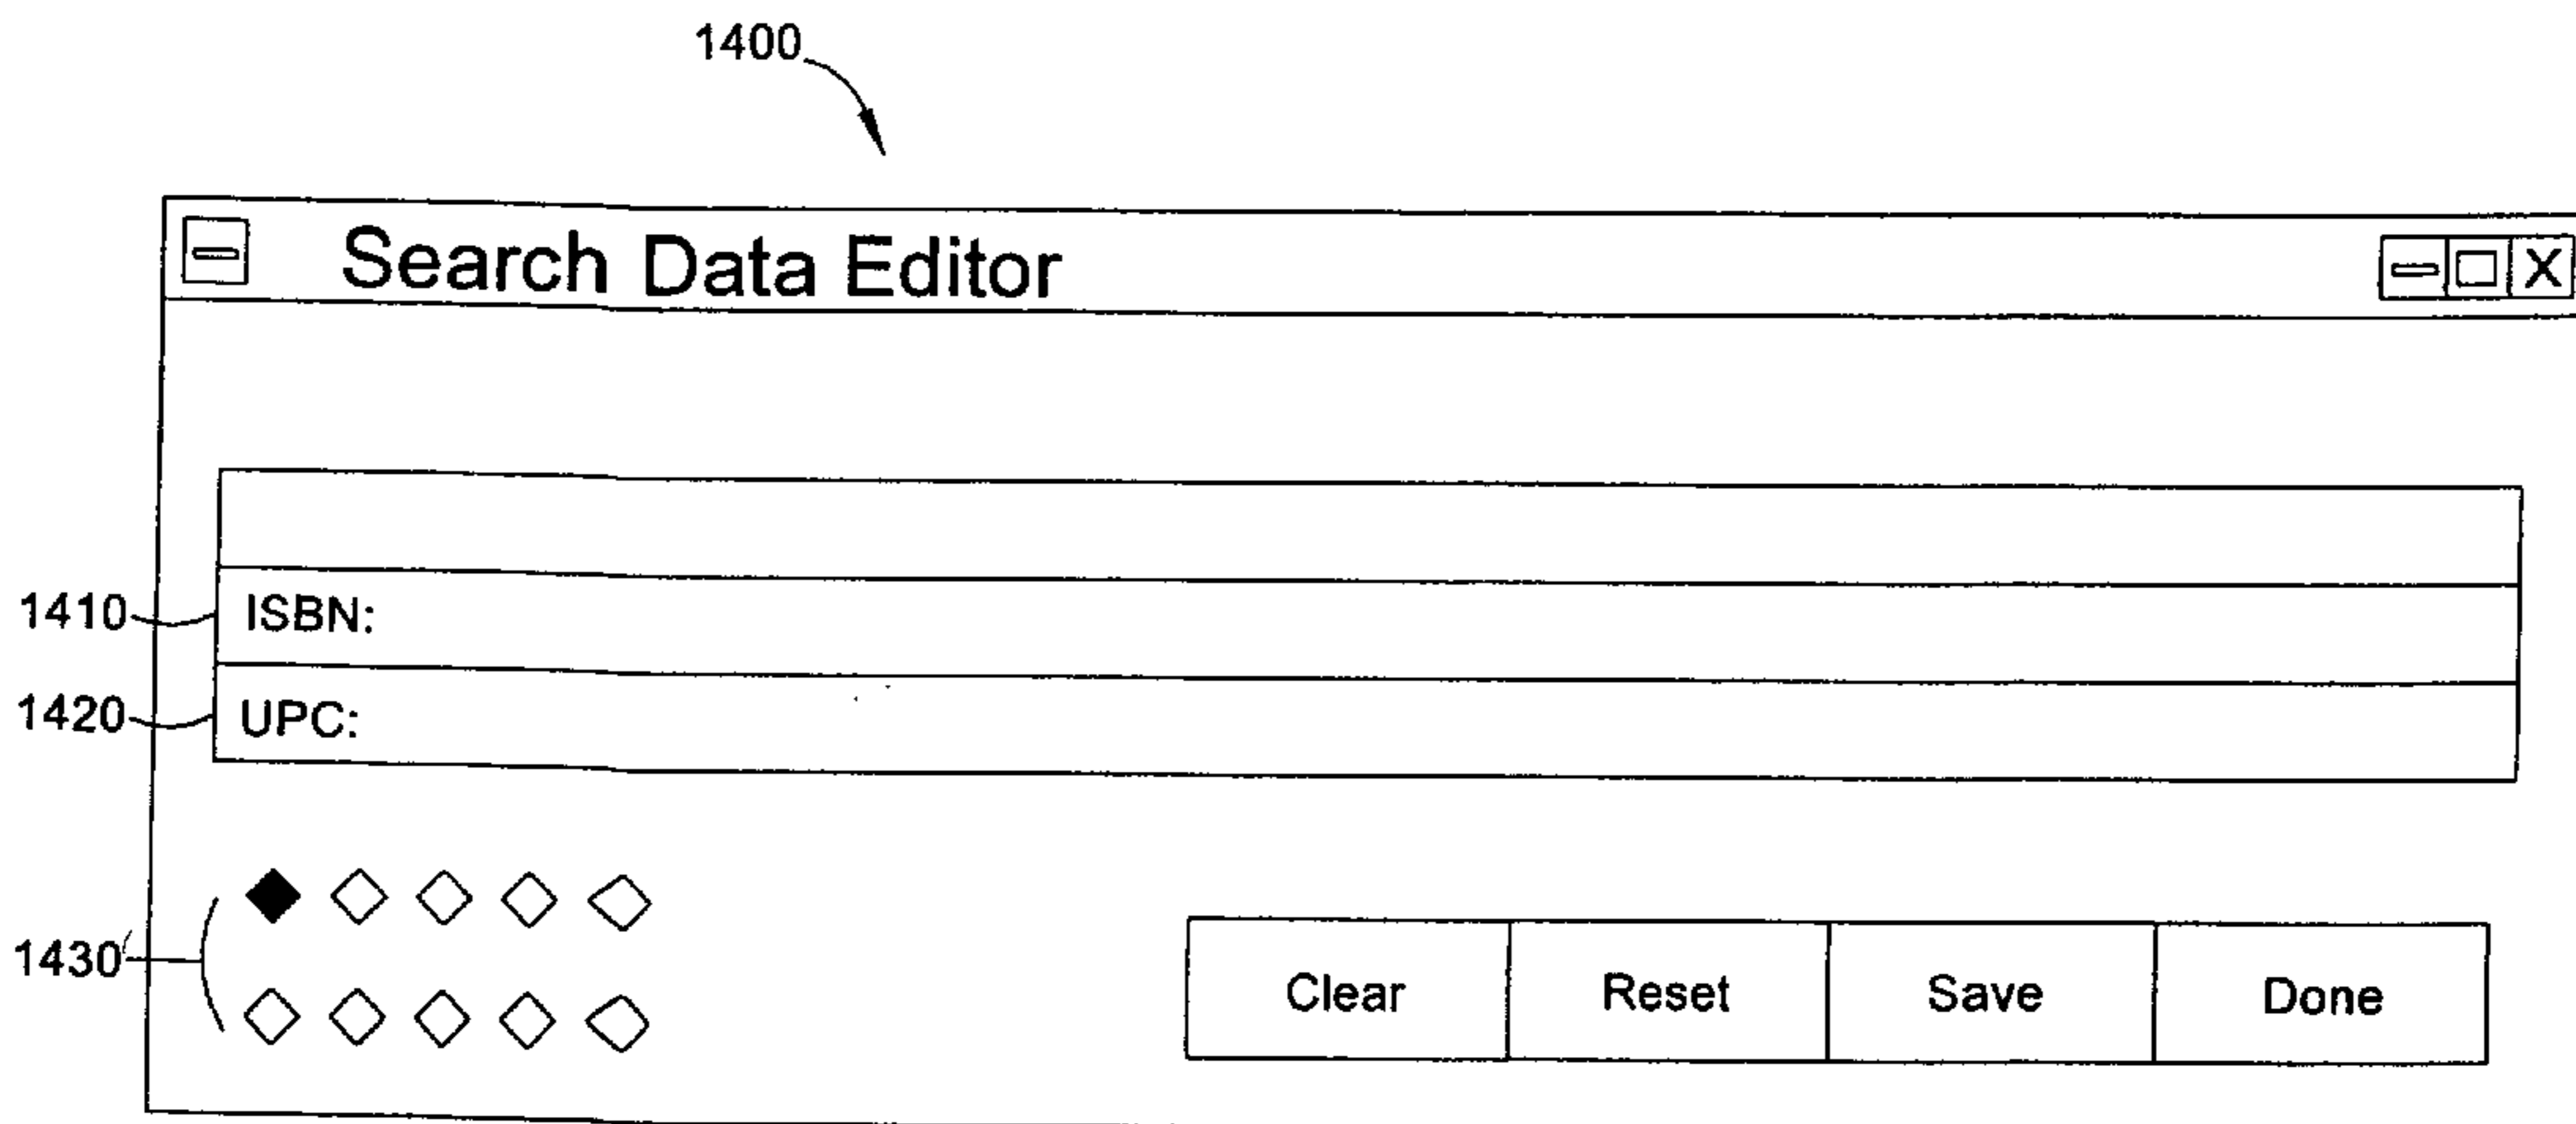 1400
Search Data Editor
1410 ISBN:
1420 UPC:
1430
Clear Reset Save Done